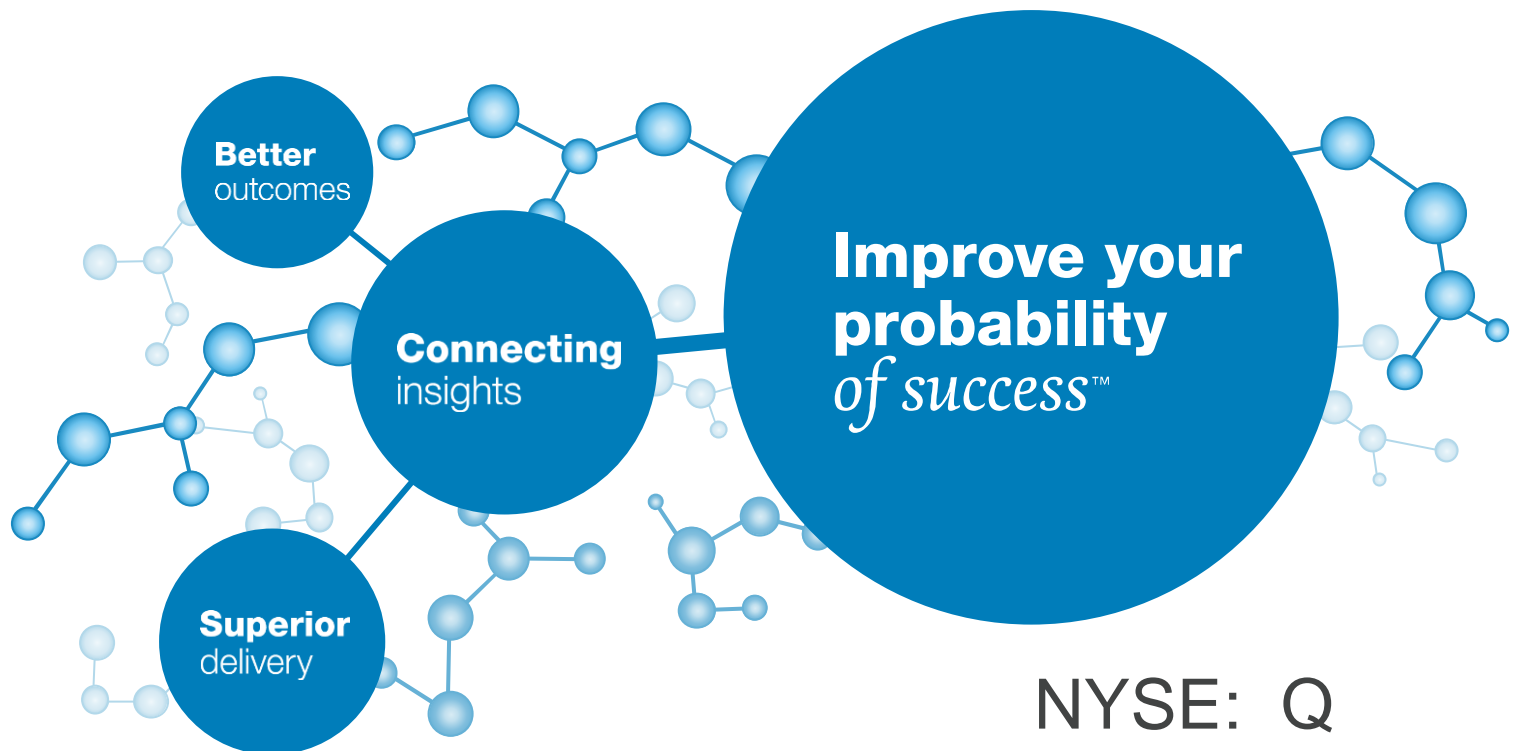 Better
outcomes
Connecting
insights
Superior
delivery
Improve your
probability
of success™
NYSE: Q